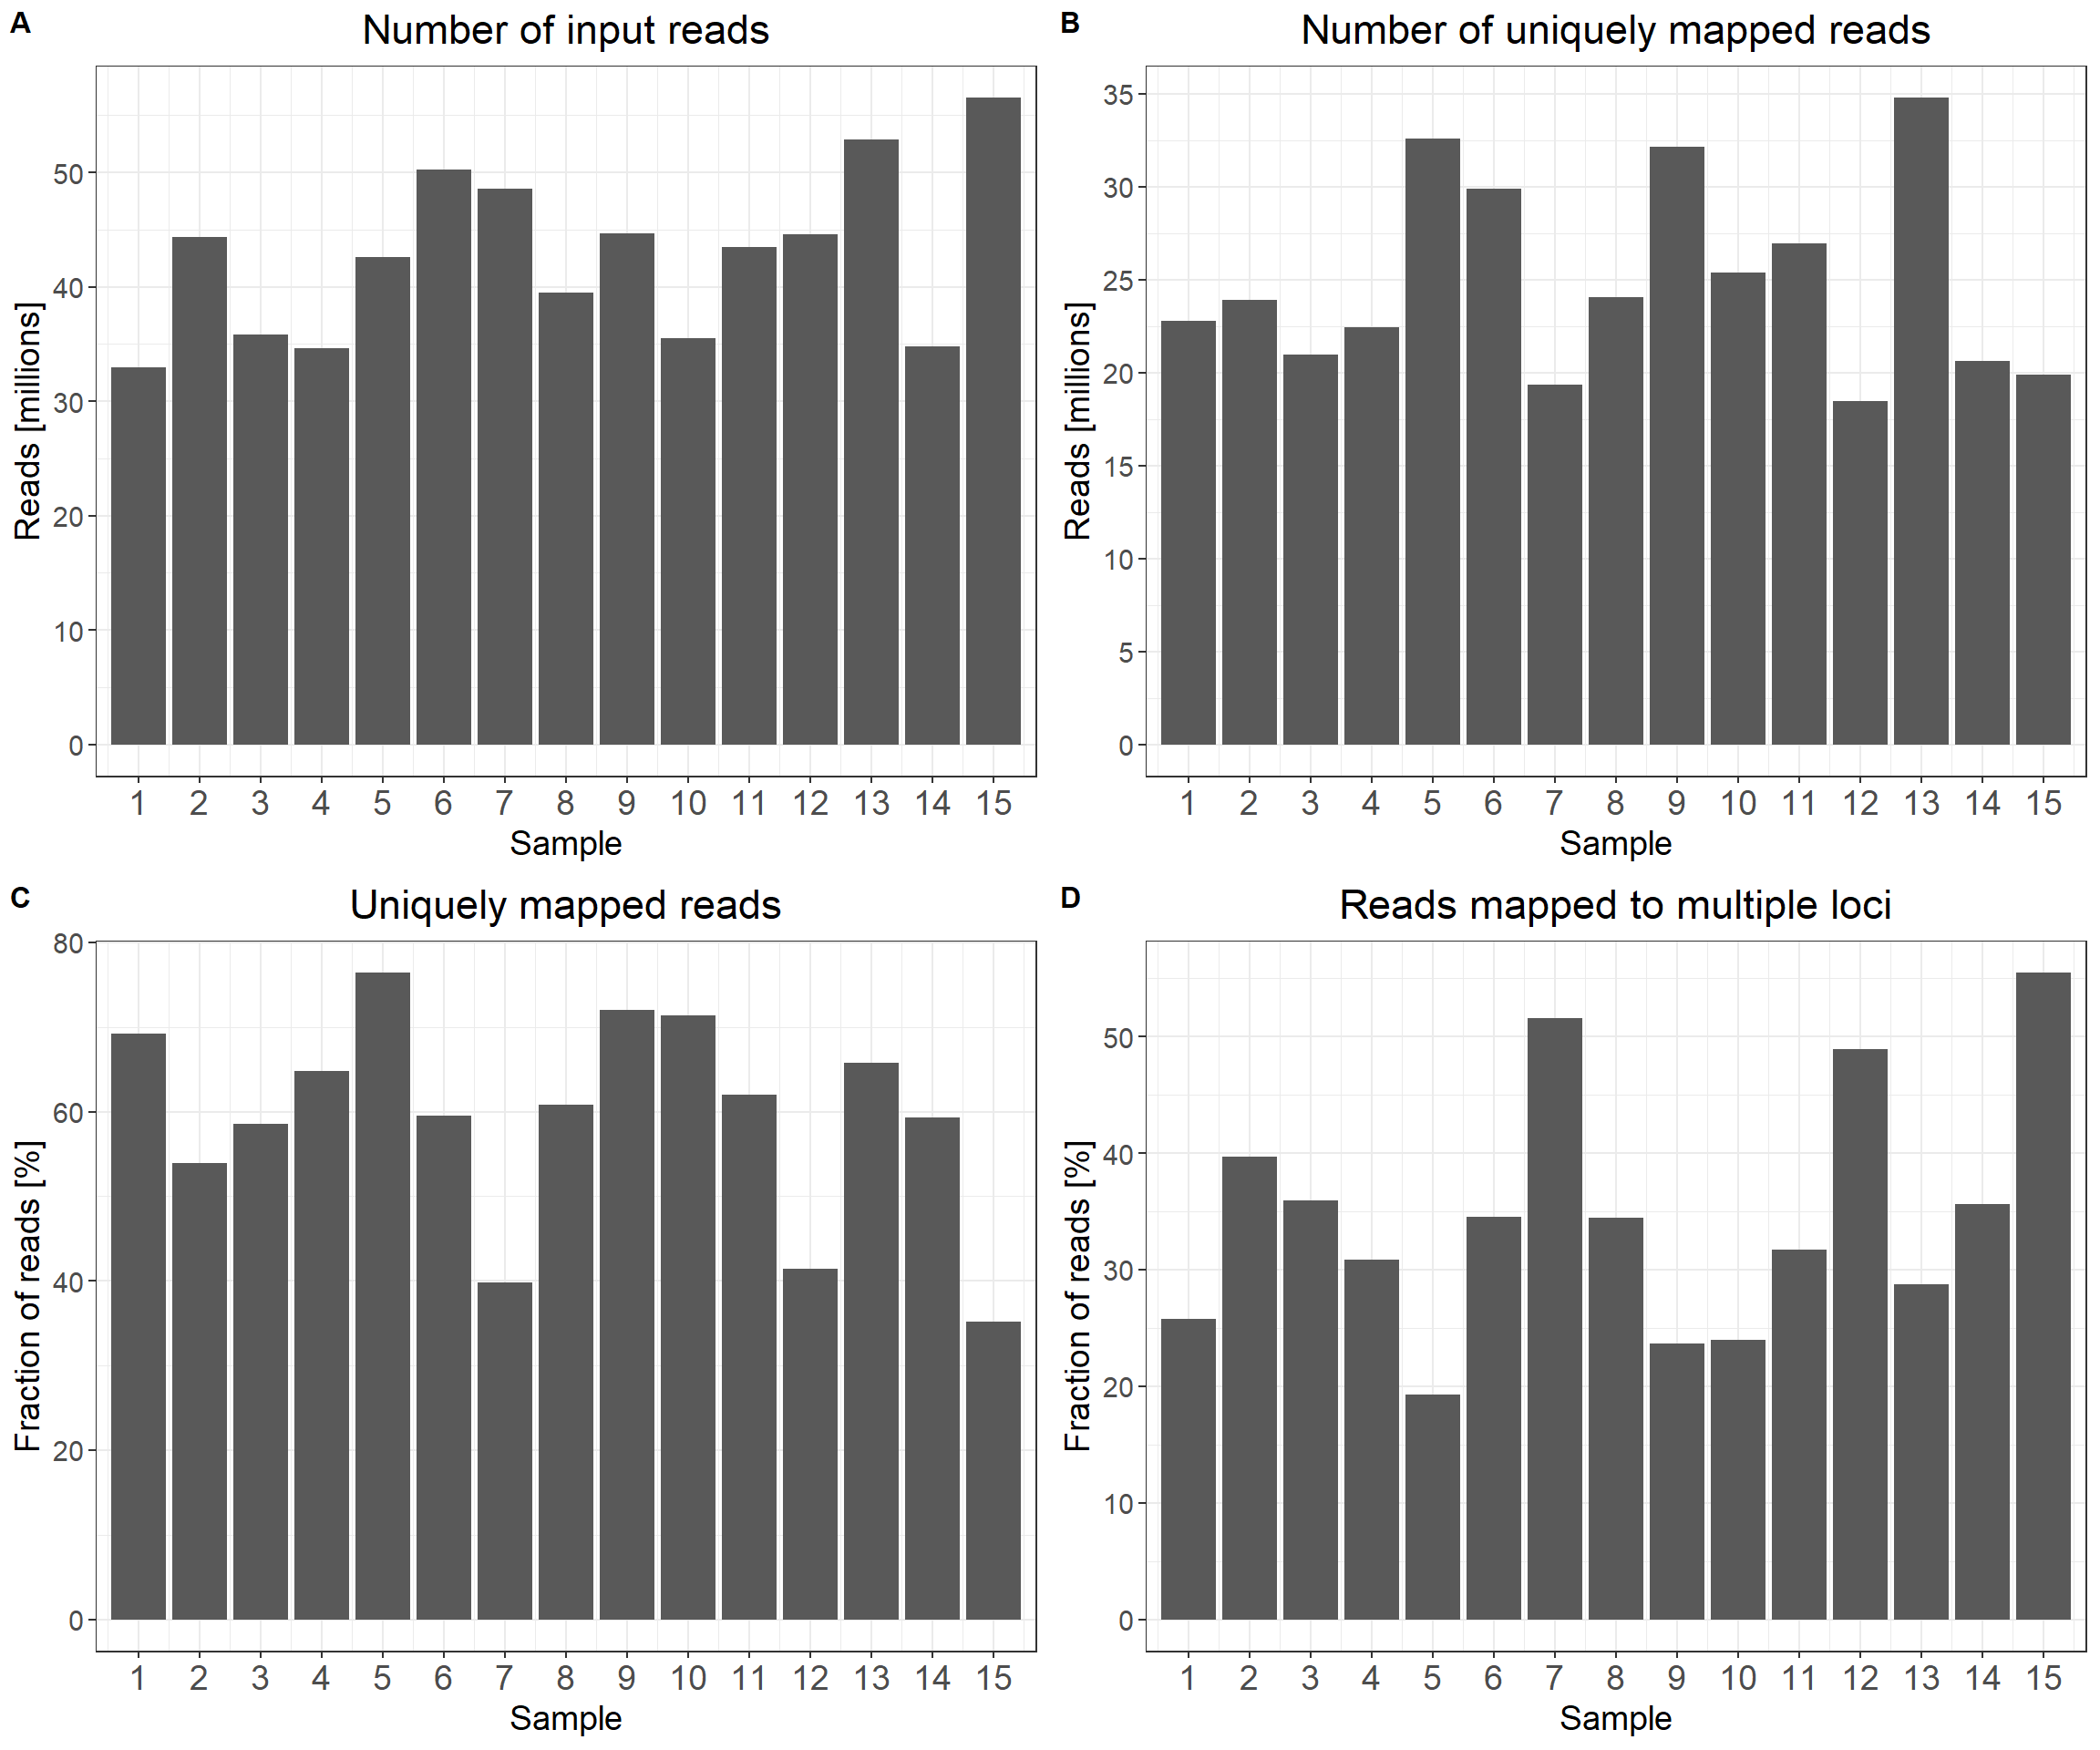 A
Number of input reads
Reads [millions]
50
40
30
20
10
0
1 2 3 4 5 6 7 8 9 10 11 12 13 14 15
Sample
B
Number of uniquely mapped reads
Reads [millions]
35
30
25
20
15
10
5
0
1 2 3 4 5 6 7 8 9 10 11 12 13 14 15
Sample
C
Uniquely mapped reads
Fraction of reads [%]
80
60
40
20
0
1 2 3 4 5 6 7 8 9 10 11 12 13 14 15
Sample
D
Reads mapped to multiple loci
Fraction of reads [%]
50
40
30
20
10
0
1 2 3 4 5 6 7 8 9 10 11 12 13 14 15
Sample